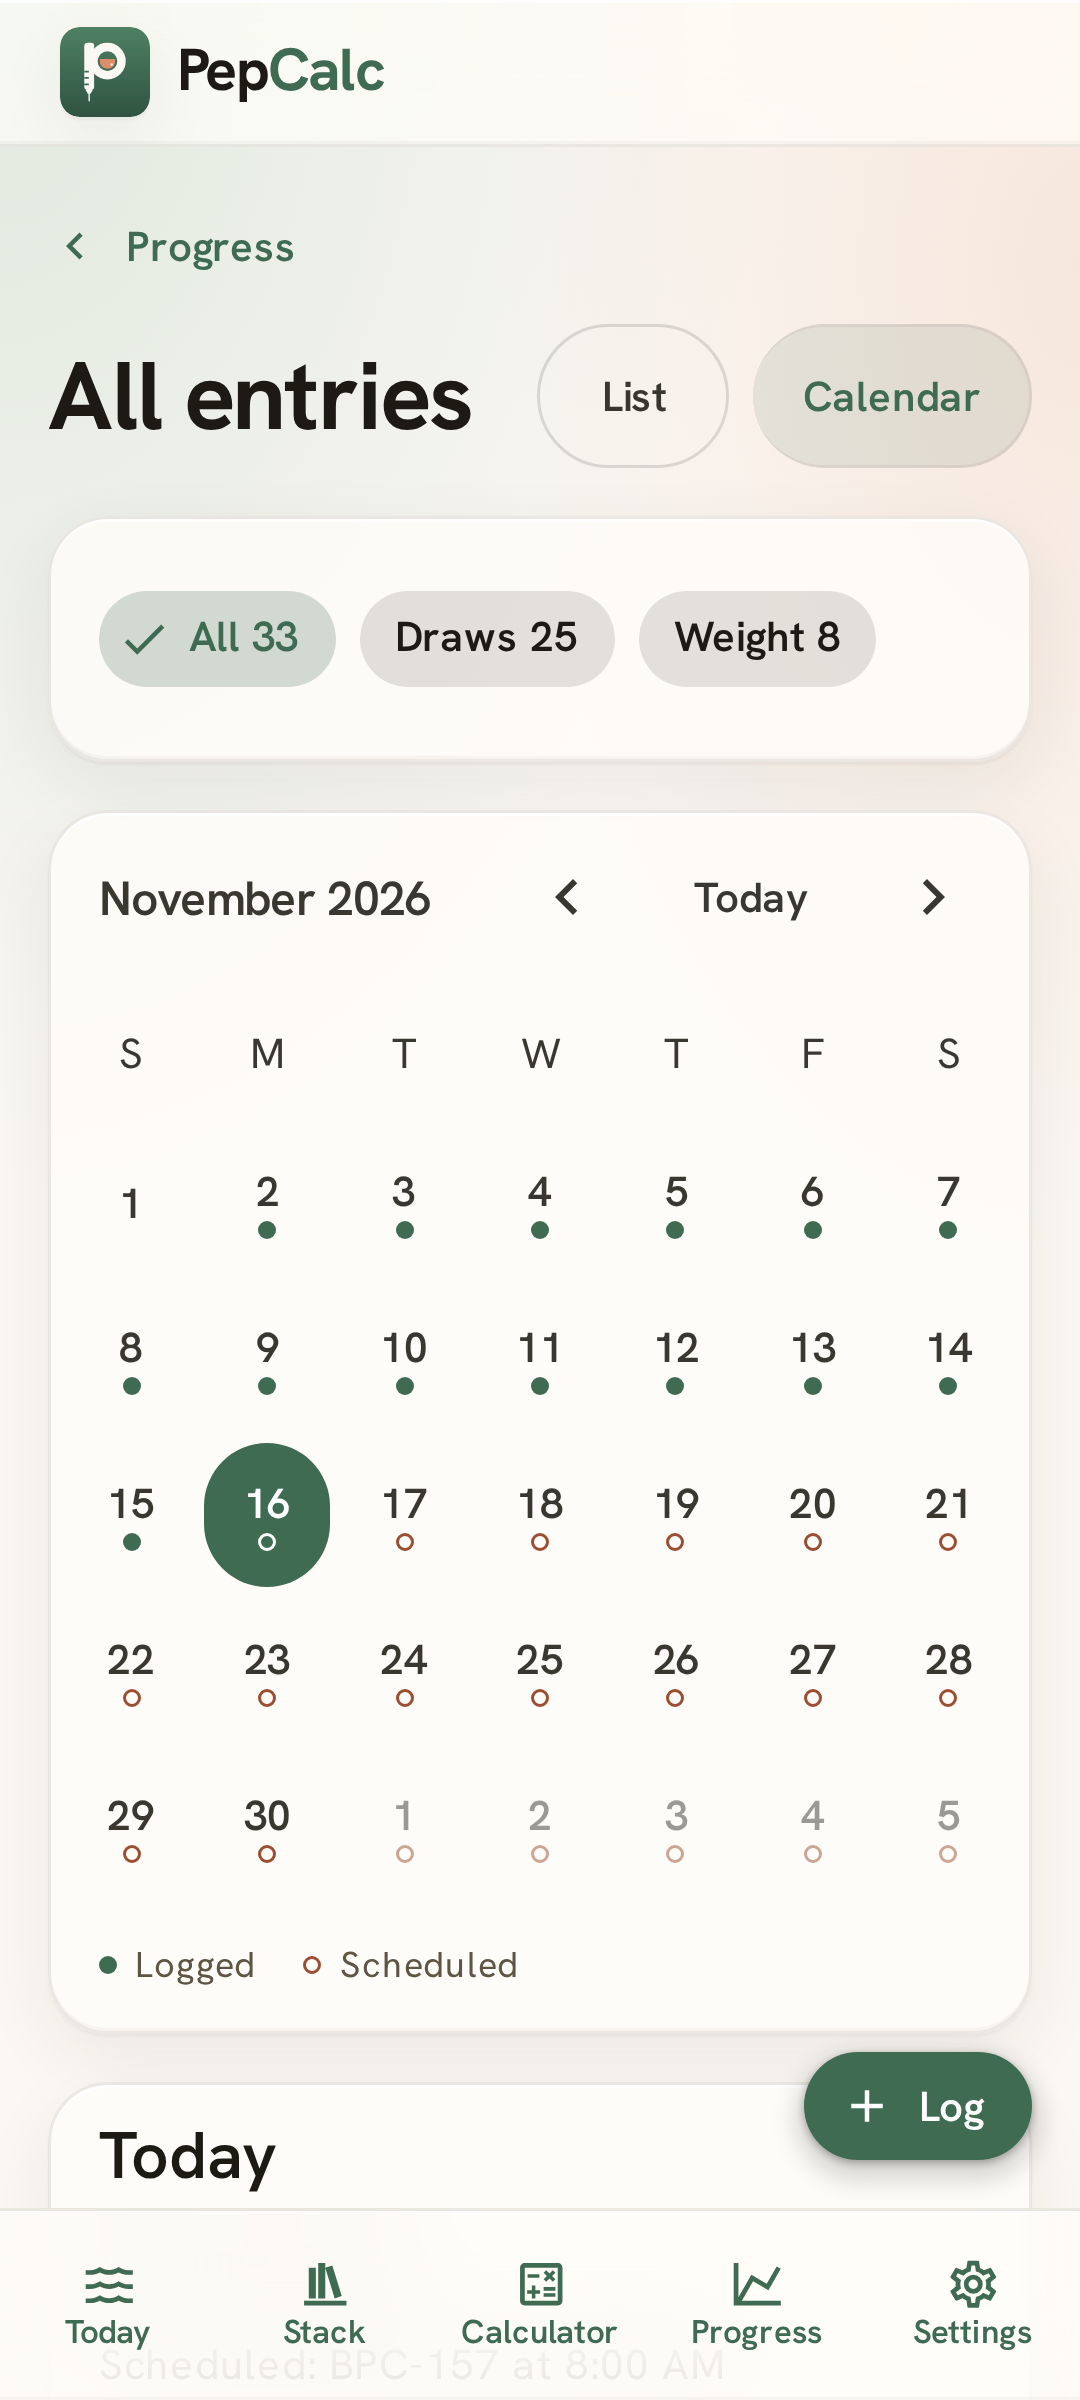 PepCalc
Progress
All entries
List
Calendar
All 33
Draws 25
Weight 8
November 2026
Today
S M T W T F S
1 2 3 4 5 6 7
8 9 10 11 12 13 14
15 16 17 18 19 20 21
22 23 24 25 26 27 28
29 30 1 2 3 4 5
Logged
Scheduled
+ Log
Today
Today
Stack
Calculator
Progress
Settings
Scheduled: BPC-157 at 8:00 AM